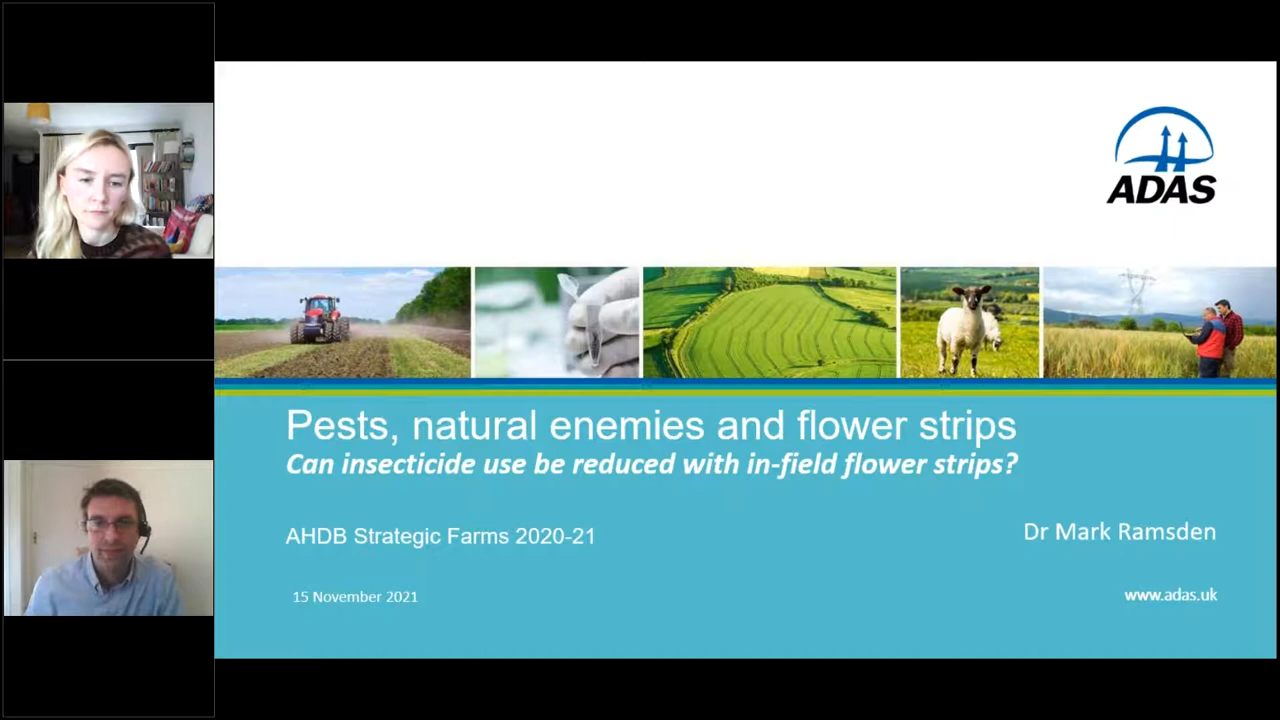 ADAS
Pests, natural enemies and flower strips
Can insecticide use be reduced with in-field flower strips?
AHDB Strategic Farms 2020-21
Dr Mark Ramsden
15 November 2021
www.adas.uk